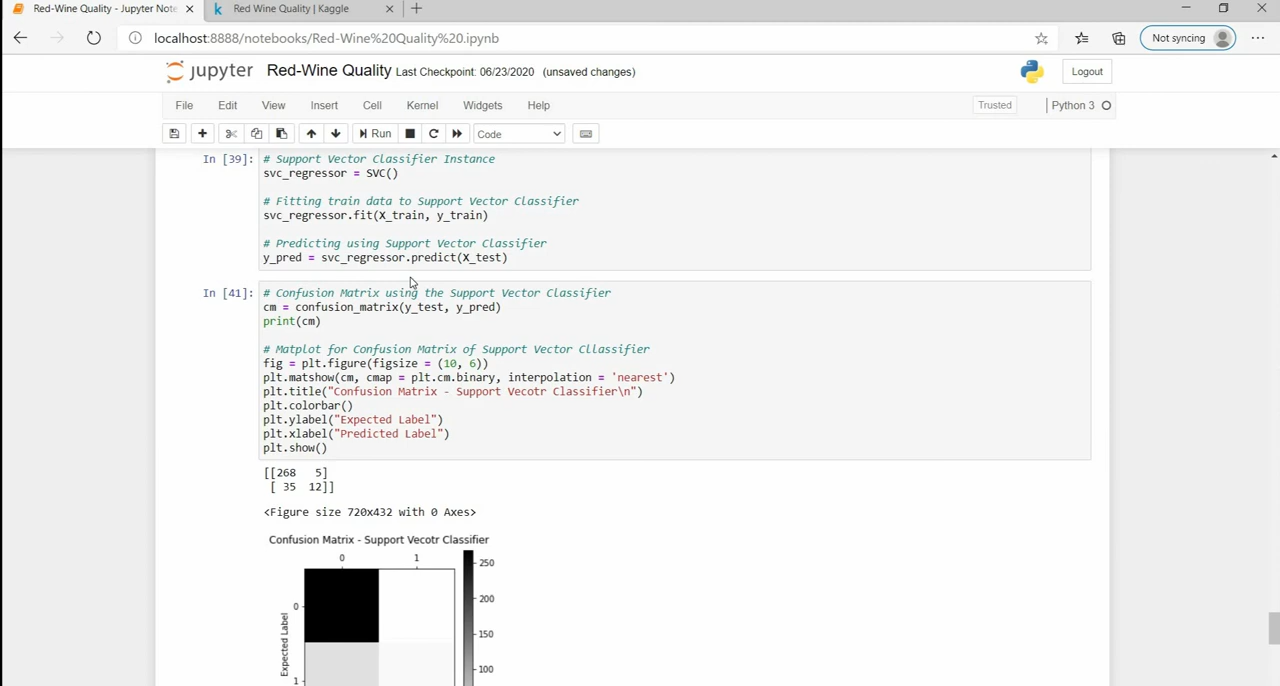 Red-Wine Quality - Jupyter Note
Red Wine Quality | Kaggle
localhost:8888/notebooks/Red-Wine%20Quality%20.ipynb
Not syncing
jupyter Red-Wine Quality Last Checkpoint: 06/23/2020 (unsaved changes)
Logout
File Edit View Insert Cell Kernel Widgets Help
Trusted
Python 3
Run
Code
In [39]:
# Support Vector Classifier Instance
svc_regressor = SVC()
# Fitting train data to Support Vector Classifier
svc_regressor.fit(X_train, y_train)
# Predicting using Support Vector Classifier
y_pred = svc_regressor.predict(X_test)
In [41]:
# Confusion Matrix using the Support Vector Classifier
cm = confusion_matrix(y_test, y_pred)
print(cm)
# Matplot for Confusion Matrix of Support Vector Cllassifier
fig = plt.figure(figsize = (10, 6))
plt.matshow(cm, cmap = plt.cm.binary, interpolation = 'nearest')
plt.title("Confusion Matrix - Support Vecotr Classifier\n")
plt.colorbar()
plt.ylabel("Expected Label")
plt.xlabel("Predicted Label")
plt.show()
[[268 5]
[ 35 12]]
<Figure size 720x432 with 0 Axes>
Confusion Matrix - Support Vecotr Classifier
0 1
250
200
150
100
0
1
Expected Label